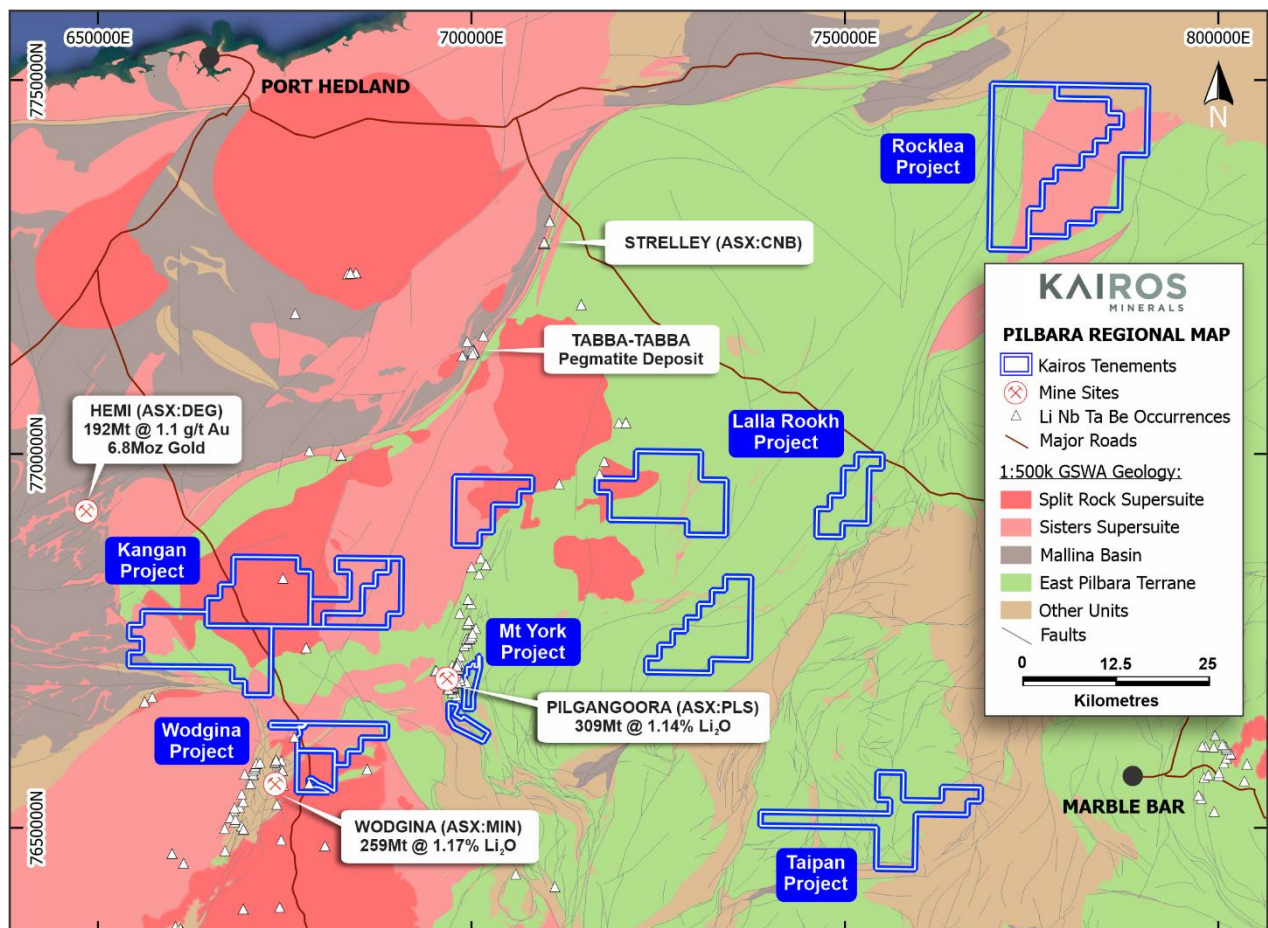 650000E
700000E
750000E
800000E
7750000N
7750000N
PORT HEDLAND
N
Rocklea
Project
STRELLEY (ASX:CNB)
KAIROS
MINERALS
PILBARA REGIONAL MAP
Kairos Tenements
Mine Sites
Li Nb Ta Be Occurrences
Major Roads
1:500k GSWA Geology:
Split Rock Supersuite
Sisters Supersuite
Mallina Basin
East Pilbara Terrane
Other Units
Faults
0
12.5
25
Kilometres
TABBA-TABBA
Pegmatite Deposit
HEMI (ASX:DEG)
192Mt @ 1.1 g/t Au
6.8Moz Gold
Lalla Rookh
Project
7700000N
7700000N
Kangan
Project
Mt York
Project
PILGANGOORA (ASX:PLS)
309Mt @ 1.14% Li₂O
Wodgina
Project
WODGINA (ASX:MIN)
259Mt @ 1.17% Li₂O
MARBLE BAR
7650000N
7650000N
Taipan
Project